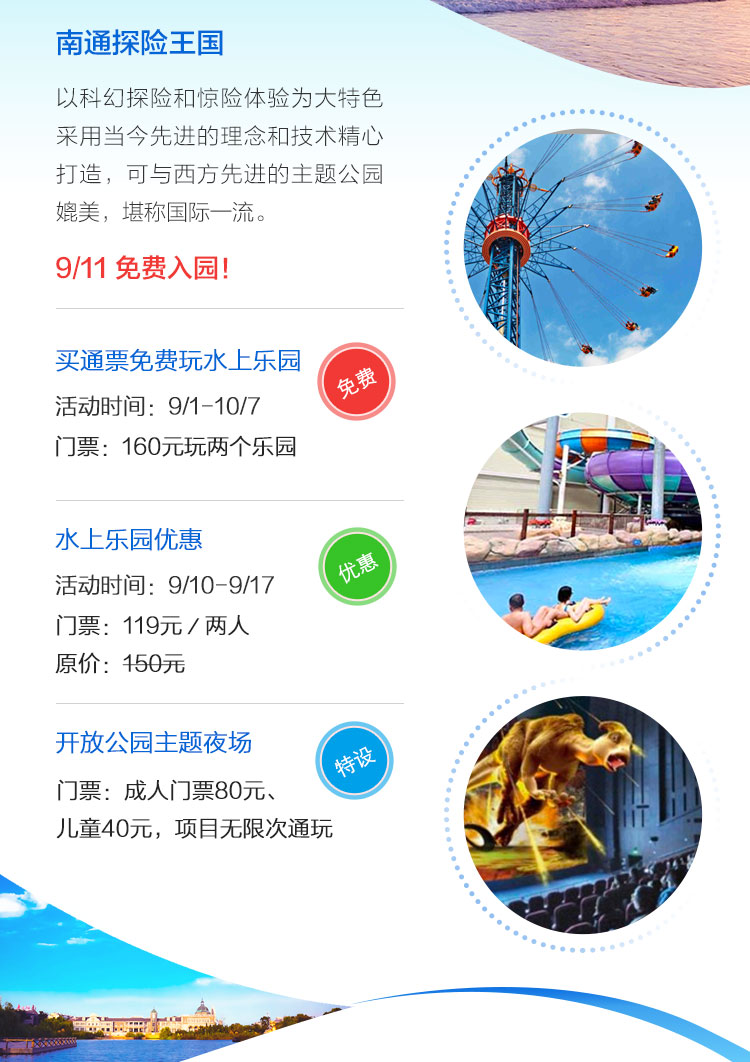 南通探险王国
以科幻探险和惊险体验为大特色
采用当今先进的理念和技术精心
打造，可与西方先进的主题公园
媲美，堪称国际一流。
9/11 免费入园！
买通票免费玩水上乐园
免费
活动时间：9/1-10/7
门票：160元玩两个乐园
水上乐园优惠
优惠
活动时间：9/10-9/17
门票：119元 / 两人
原价：150元
开放公园主题夜场
特设
门票：成人门票80元、
儿童40元，项目无限次通玩